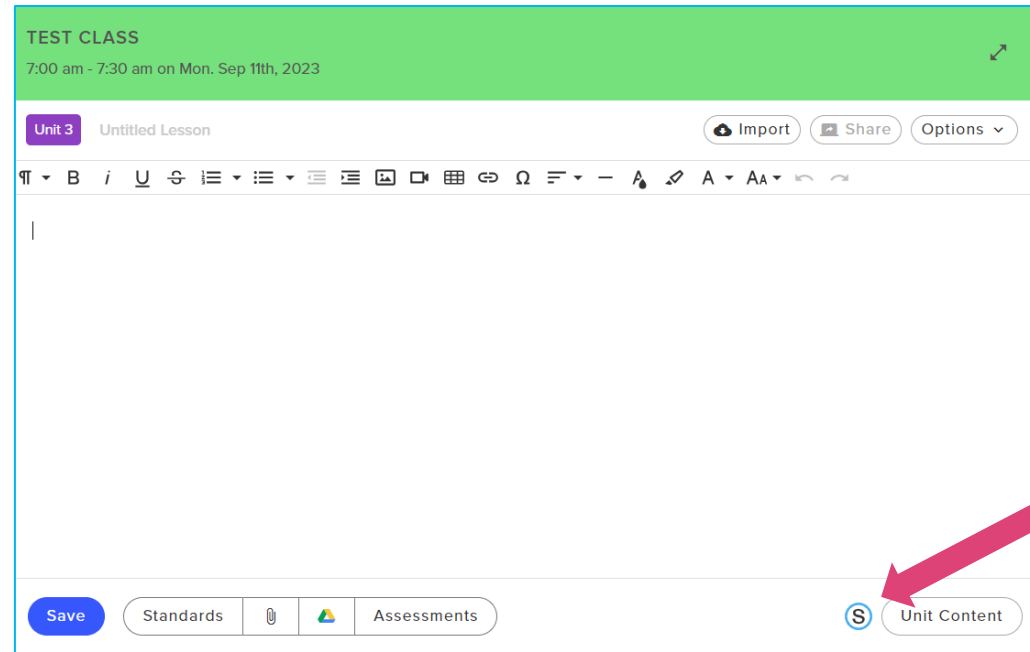 TEST CLASS
7:00 am - 7:30 am on Mon. Sep 11th, 2023
Unit 3 Untitled Lesson Import Share Options
¶ B i U S Ω A A AA
Save Standards Assessments S Unit Content